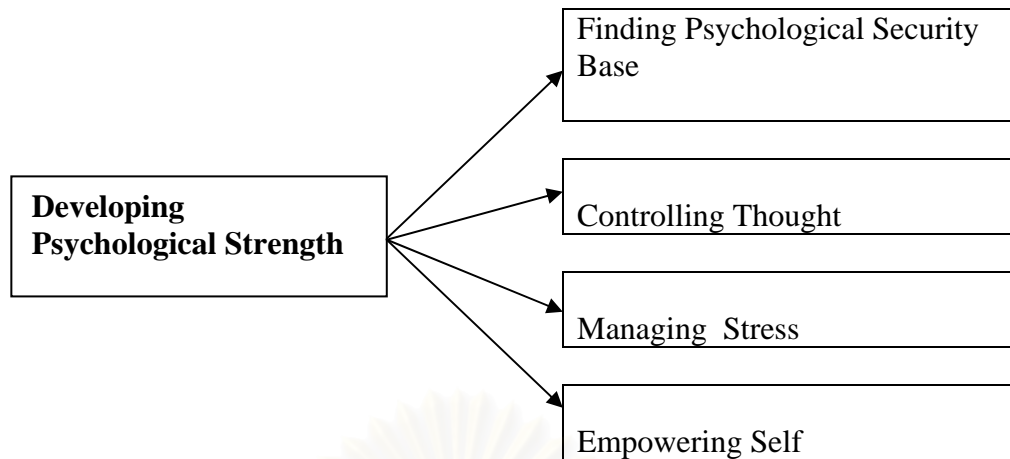 Finding Psychological Security
Base
Developing
Psychological Strength
Controlling Thought
Managing  Stress
Empowering Self